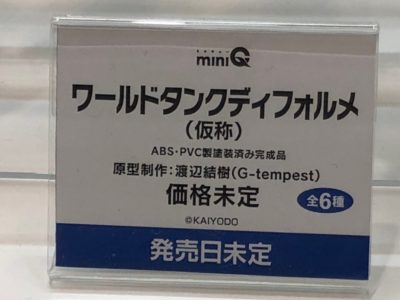 miniQ
ワールドタンクディフォルメ
(仮称)
ABS・PVC製塗装済み完成品
原型制作：渡辺結樹(G-tempest)
価格未定
全6種
©KAIYODO
発売日未定